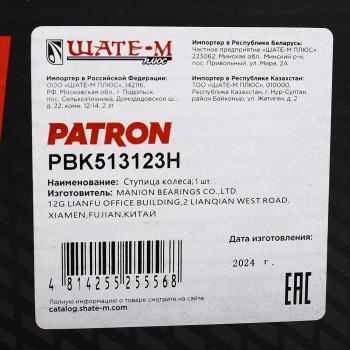 ШАТЕ-М
ПЛЮС
Импортер в Республике Беларусь:
Частное предприятие «ШАТЕ-М ПЛЮС»
223062, Минская обл., Минский р-н,
пос. Привольный, ул. Мира, 2А
Импортер в Российской Федерации:
ООО «ШАТЕ-М ПЛЮС», 142116,
РФ, Московская обл., г. Подольск,
пос. Сельхозтехника, Домодедовское ш.,
д. 22, комн. 12-14, 2 эт
Импортер в Республике Казахстан:
ТОО «ШАТЕ-М ПЛЮС», 010000,
Республика Казахстан, г. Нур-Султан,
район Байконыр, ул. Жетиген, д. 2
PATRON
PBK513123H
Наименование: Ступица колеса; 1 шт.
Изготовитель: MANION BEARINGS CO.,LTD
12G LIANFU OFFICE BUILDING,2 LIANQIAN WEST ROAD,
XIAMEN,FUJIAN,КИТАЙ
Дата изготовления:
2024 г.
4 814255 255568
EAC
Полную информацию о товаре смотрите на сайте
catalog.shate-m.com